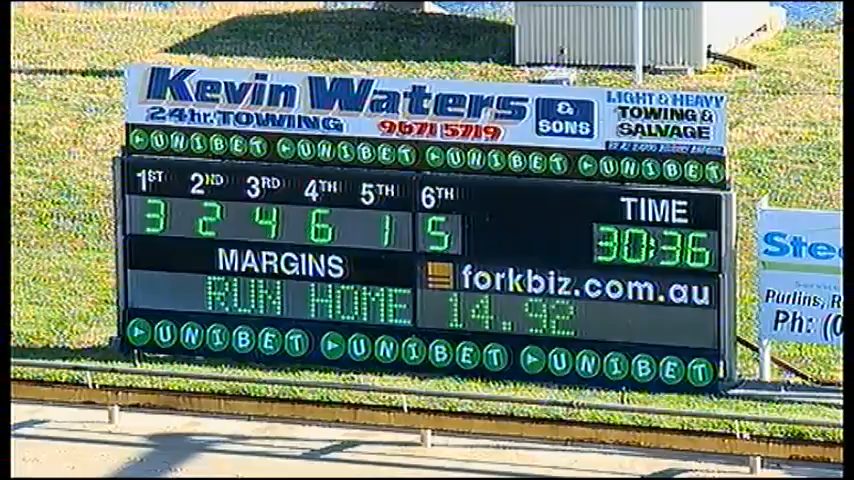 Kevin Waters & SONS
24hr. TOWING 9671 5719
LIGHT & HEAVY
TOWING &
SALVAGE
UNIBET UNIBET UNIBET UNIBET
1ST 2ND 3RD 4TH 5TH 6TH TIME
3 2 4 6 1 5 30:36
MARGINS forkbiz.com.au
RUN HOME 14.92
UNIBET UNIBET UNIBET UNIBET
Purlins, R
Ph: (0